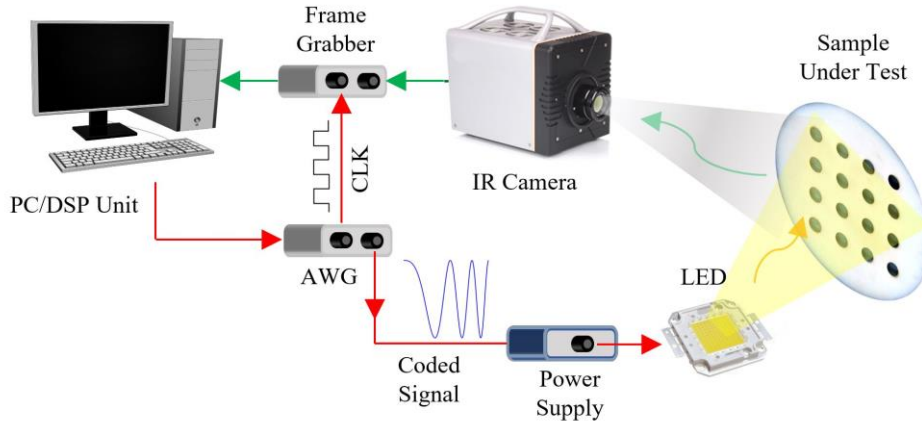 Frame
Grabber
Sample
Under Test
CLK
IR Camera
PC/DSP Unit
AWG
LED
Coded
Signal
Power
Supply